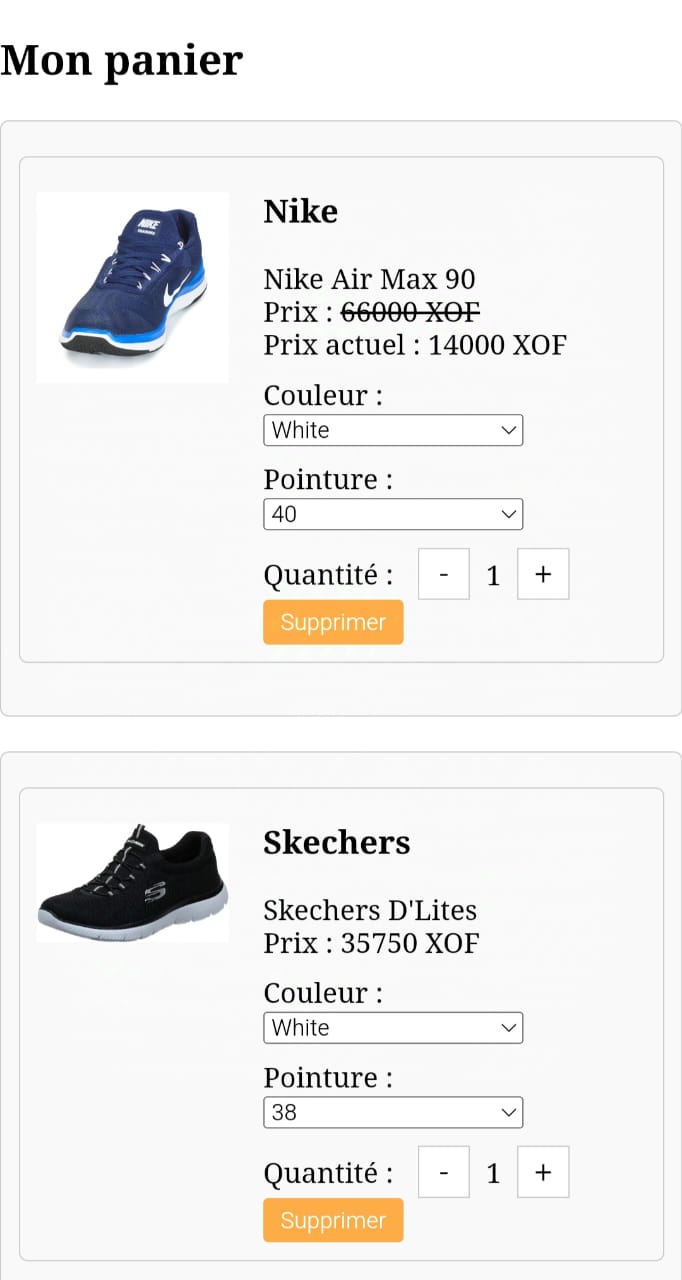 Mon panier
NIKE
Nike
Nike Air Max 90
Prix : 66000 XOF
Prix actuel : 14000 XOF
Couleur :
White
Pointure :
40
Quantité : - 1 +
Supprimer
Skechers
Skechers D'Lites
Prix : 35750 XOF
Couleur :
White
Pointure :
38
Quantité : - 1 +
Supprimer